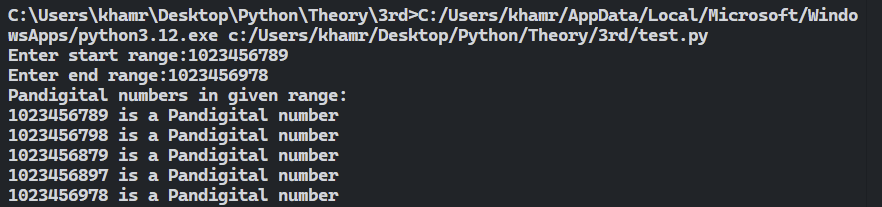 C:\Users\khamr\Desktop\Python\Theory\3rd>C:/Users/khamr/AppData/Local/Microsoft/Windo
wsApps/python3.12.exe c:/Users/khamr/Desktop/Python/Theory/3rd/test.py
Enter start range:1023456789
Enter end range:1023456978
Pandigital numbers in given range:
1023456789 is a Pandigital number
1023456798 is a Pandigital number
1023456879 is a Pandigital number
1023456897 is a Pandigital number
1023456978 is a Pandigital number